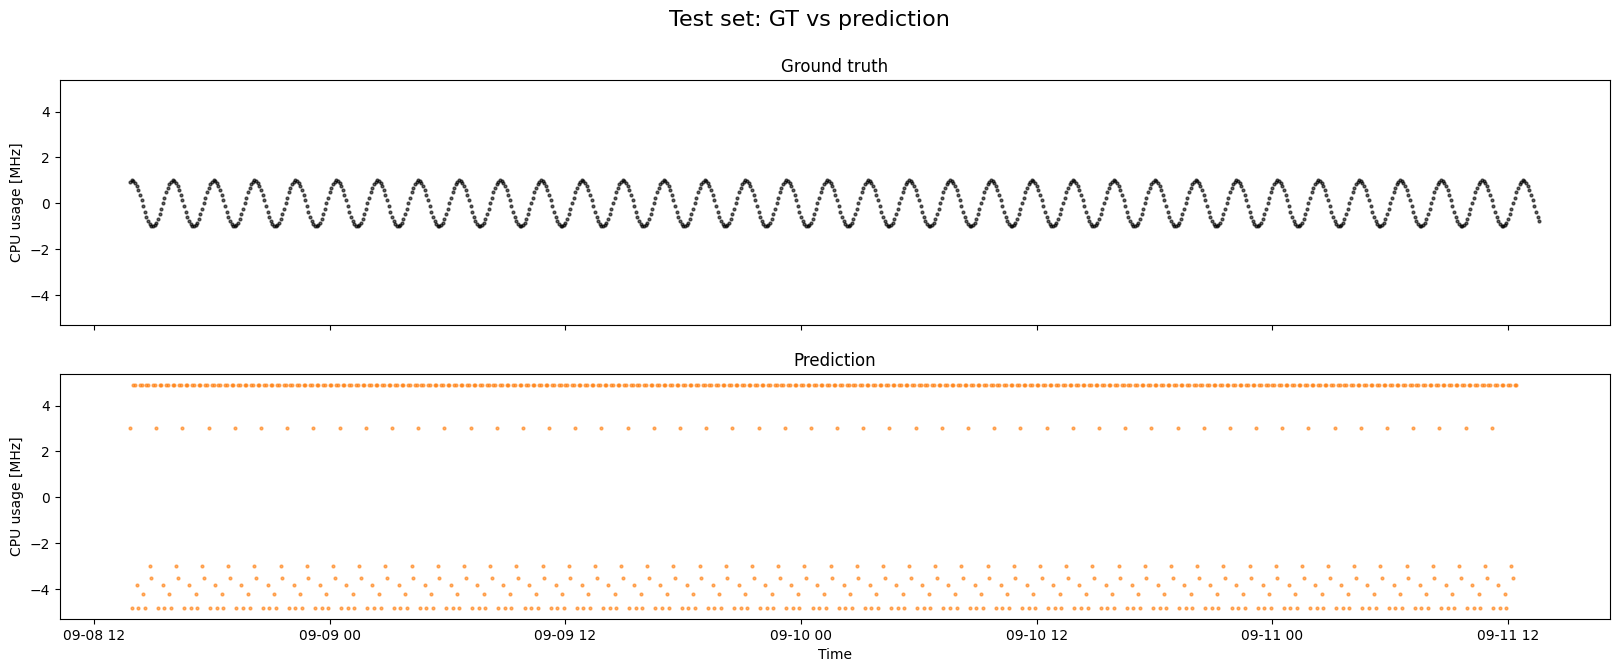 Test set: GT vs prediction
Ground truth
CPU usage [MHz]
4
2
0
−2
−4
Prediction
CPU usage [MHz]
4
2
0
−2
−4
09-08 12 09-09 00 09-09 12 09-10 00 09-10 12 09-11 00 09-11 12
Time